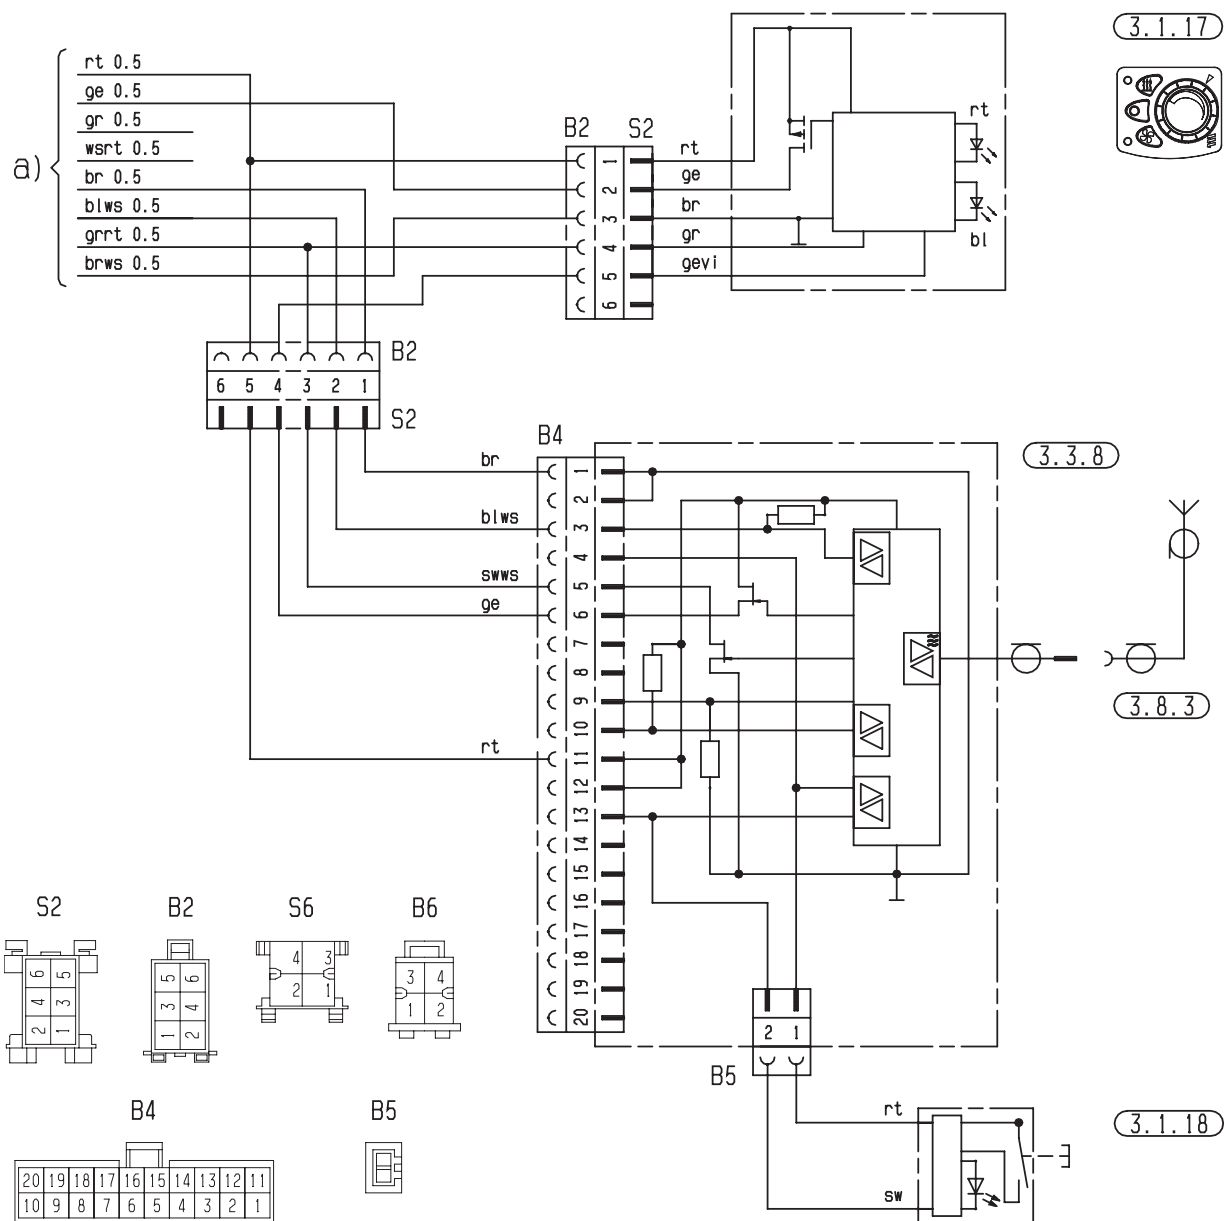 3.1.17
a)
rt 0.5
ge 0.5
gr 0.5
wsrt 0.5
br 0.5
blws 0.5
grrt 0.5
brws 0.5
B2 S2
1
2
3
4
5
6
rt
ge
br
gr
gevi
rt
bl
B2
6 5 4 3 2 1
S2
B4
3.3.8
br
blws
swws
ge
rt
1
2
3
4
5
6
7
8
9
10
11
12
13
14
15
16
17
18
19
20
3.8.3
2 1
B5
rt
sw
3.1.18
S2 B2 S6 B6
6 5
4 3
2 1
5 6
3 4
1 2
4 3
2 1
3 4
1 2
B4 B5
20 19 18 17 16 15 14 13 12 11
10 9 8 7 6 5 4 3 2 1